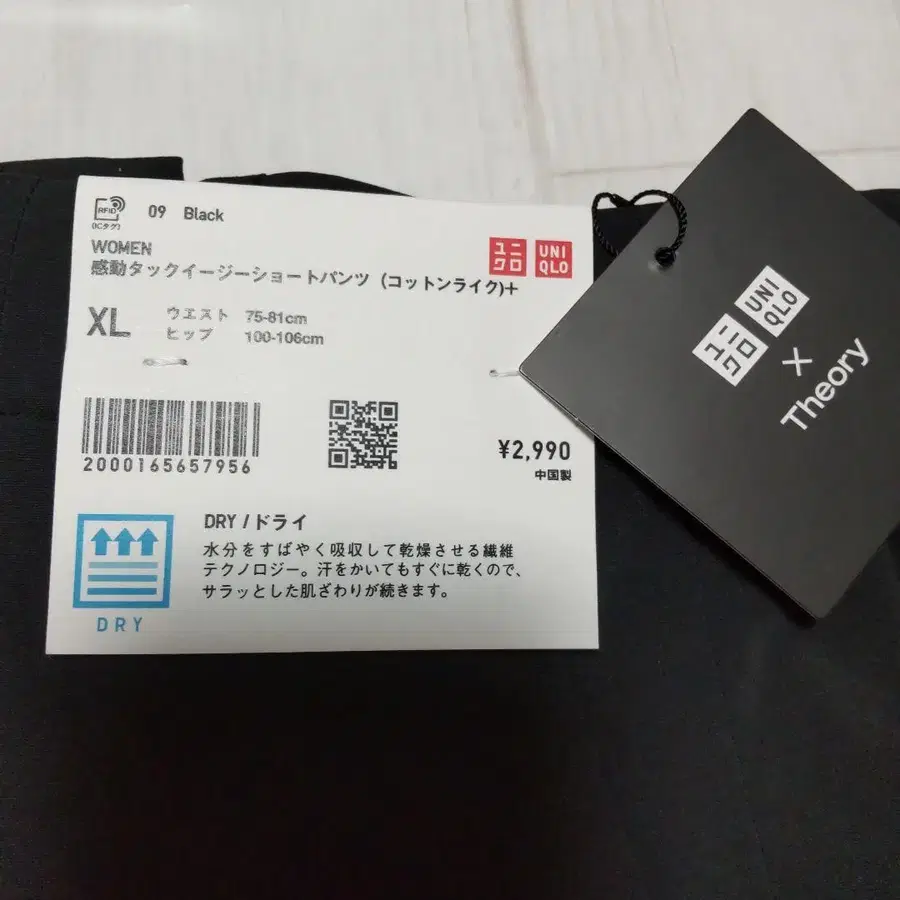 RFID
(ICタグ)
09 Black
WOMEN
感動タックイージーショートパンツ (コットンライク)+
ユニ
クロ
UNI
QLO
XL
ウエスト 75-81cm
ヒップ 100-106cm
2000165657956
¥2,990
中国製
DRY
DRY / ドライ
水分をすばやく吸収して乾燥させる繊維
テクノロジー。汗をかいてもすぐに乾くので、
サラッとした肌ざわりが続きます。
ユニ
クロ
UNI
QLO
×
Theory